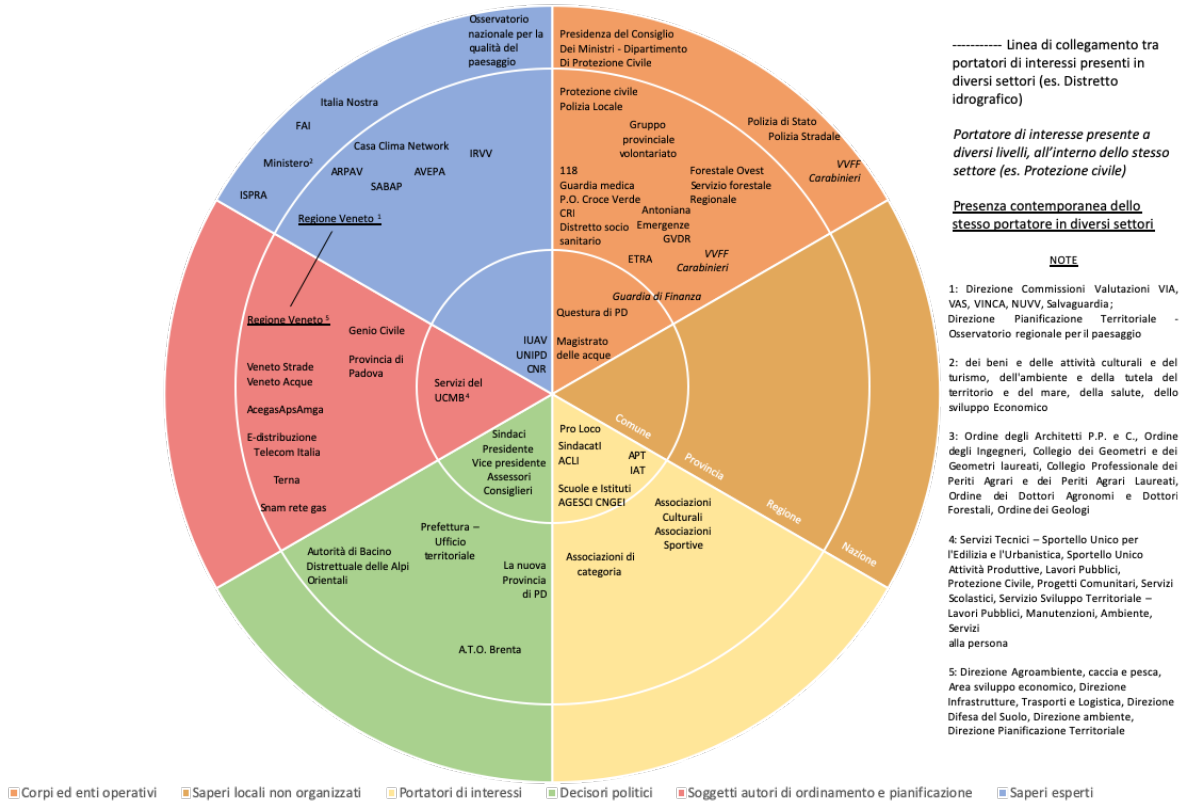 Osservatorio
nazionale per la
qualità del
paesaggio
Italia Nostra
FAI
Ministero²
ISPRA
Casa Clima Network
IRVV
ARPAV
AVEPA
SABAP
Regione Veneto ¹
IUAV
UNIPD
CNR
Presidenza del Consiglio
Dei Ministri - Dipartimento
Di Protezione Civile
Protezione civile
Polizia Locale
Gruppo
provinciale
volontariato
Polizia di Stato
Polizia Stradale
VVFF
Carabinieri
118
Guardia medica
P.O. Croce Verde
CRI
Distretto socio
sanitario
Forestale Ovest
Servizio forestale
Regionale
Antoniana
Emergenze
GVDR
ETRA
VVFF
Carabinieri
Guardia di Finanza
Questura di PD
Magistrato
delle acque
Regione Veneto ⁵
Genio Civile
Provincia di
Padova
Veneto Strade
Veneto Acque
AcegasApsAmga
E-distribuzione
Telecom Italia
Terna
Snam rete gas
Servizi del
UCMB⁴
Sindaci
Presidente
Vice presidente
Assessori
Consiglieri
Prefettura –
Ufficio
territoriale
Autorità di Bacino
Distrettuale delle Alpi
Orientali
La nuova
Provincia
di PD
A.T.O. Brenta
Pro Loco
SindacatI
ACLI
APT
IAT
Scuole e Istituti
AGESCI CNGEI
Associazioni
Culturali
Associazioni
Sportive
Associazioni di
categoria
Comune
Provincia
Regione
Nazione
----------- Linea di collegamento tra
portatori di interessi presenti in
diversi settori (es. Distretto
idrografico)
Portatore di interesse presente a
diversi livelli, all’interno dello stesso
settore (es. Protezione civile)
Presenza contemporanea dello
stesso portatore in diversi settori
NOTE
1: Direzione Commissioni Valutazioni VIA,
VAS, VINCA, NUVV, Salvaguardia;
Direzione Pianificazione Territoriale -
Osservatorio regionale per il paesaggio
2: dei beni e delle attività culturali e del
turismo, dell'ambiente e della tutela del
territorio e del mare, della salute, dello
sviluppo Economico
3: Ordine degli Architetti P.P. e C., Ordine
degli Ingegneri, Collegio dei Geometri e dei
Geometri laureati, Collegio Professionale dei
Periti Agrari e dei Periti Agrari Laureati,
Ordine dei Dottori Agronomi e Dottori
Forestali, Ordine dei Geologi
4: Servizi Tecnici – Sportello Unico per
l'Edilizia e l'Urbanistica, Sportello Unico
Attività Produttive, Lavori Pubblici,
Protezione Civile, Progetti Comunitari, Servizi
Scolastici, Servizio Sviluppo Territoriale –
Lavori Pubblici, Manutenzioni, Ambiente,
Servizi
alla persona
5: Direzione Agroambiente, caccia e pesca,
Area sviluppo economico, Direzione
Infrastrutture, Trasporti e Logistica, Direzione
Difesa del Suolo, Direzione ambiente,
Direzione Pianificazione Territoriale
Corpi ed enti operativi
Saperi locali non organizzati
Portatori di interessi
Decisori politici
Soggetti autori di ordinamento e pianificazione
Saperi esperti